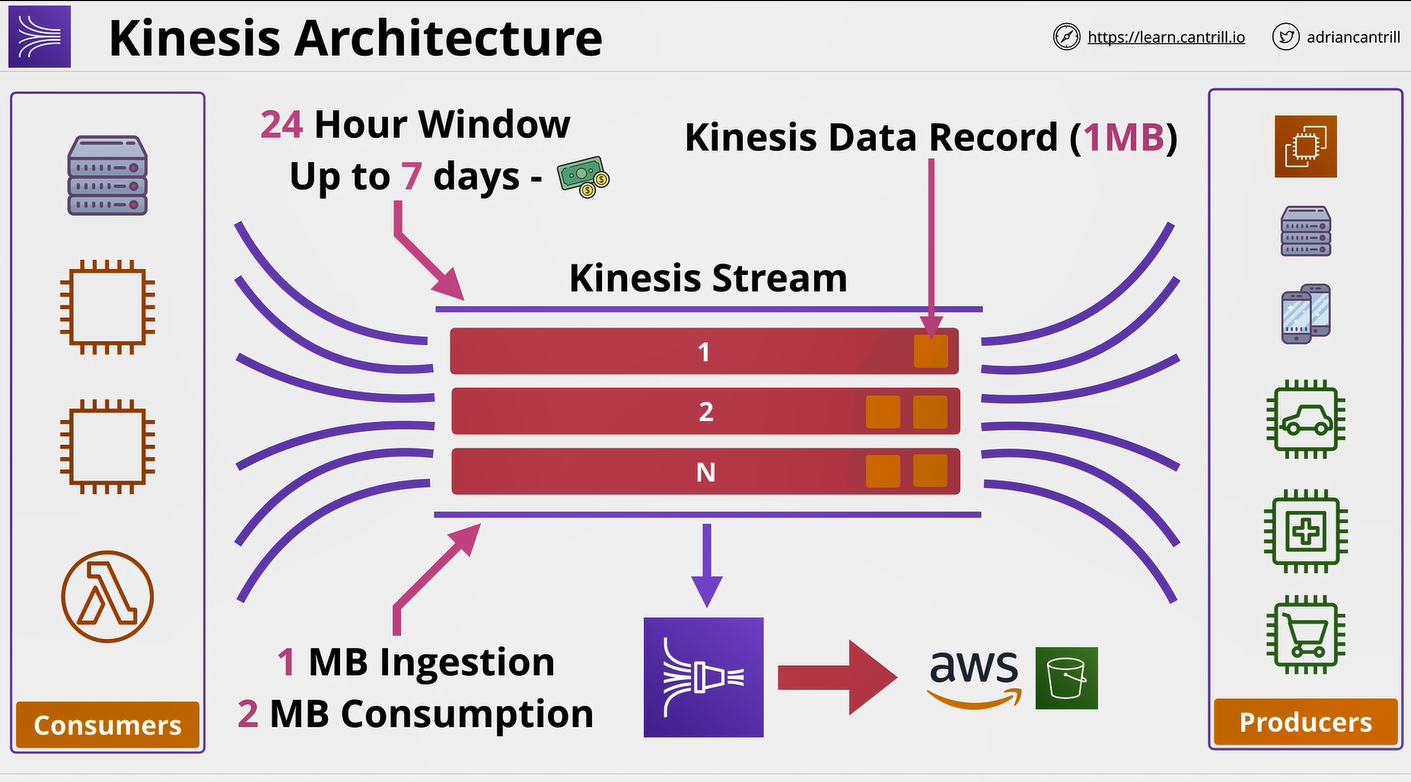 Kinesis Architecture
https://learn.cantrill.io
adriancantrill
24 Hour Window
Up to 7 days -
Kinesis Data Record (1MB)
Kinesis Stream
1
2
N
1 MB Ingestion
2 MB Consumption
aws
Consumers
Producers